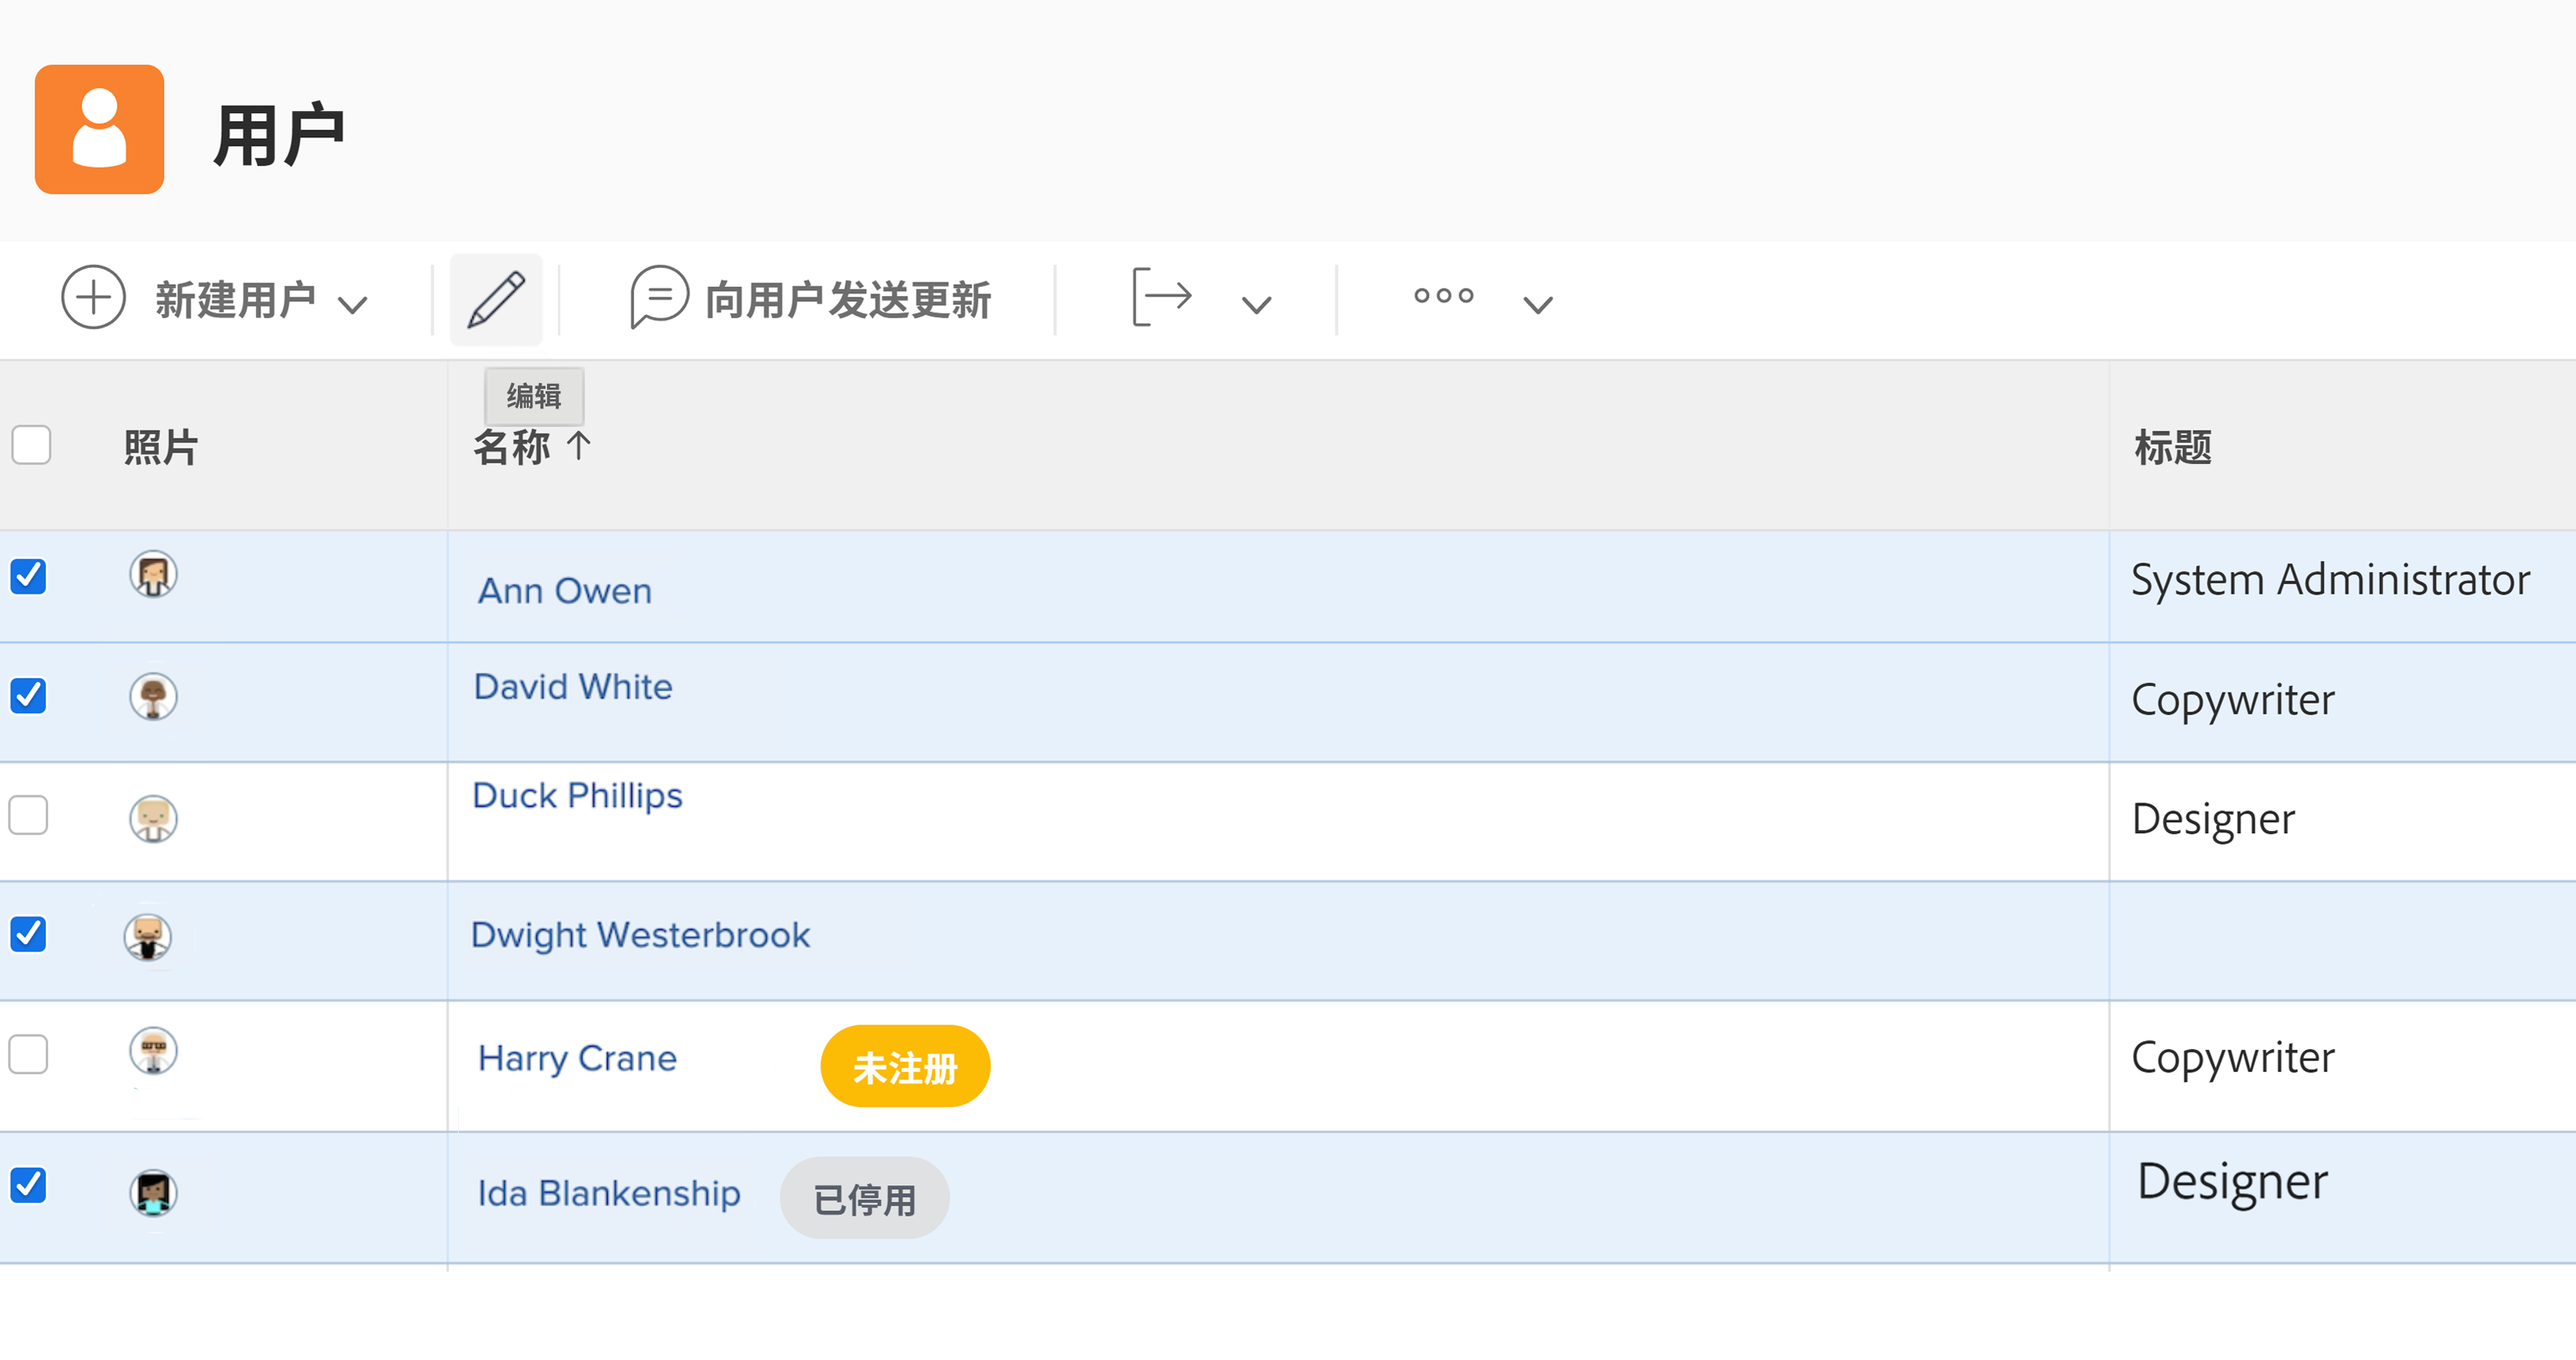 用户
新建用户
向用户发送更新
编辑
照片 名称 ↑ 标题
Ann Owen System Administrator
David White Copywriter
Duck Phillips Designer
Dwight Westerbrook
Harry Crane 未注册 Copywriter
Ida Blankenship 已停用 Designer